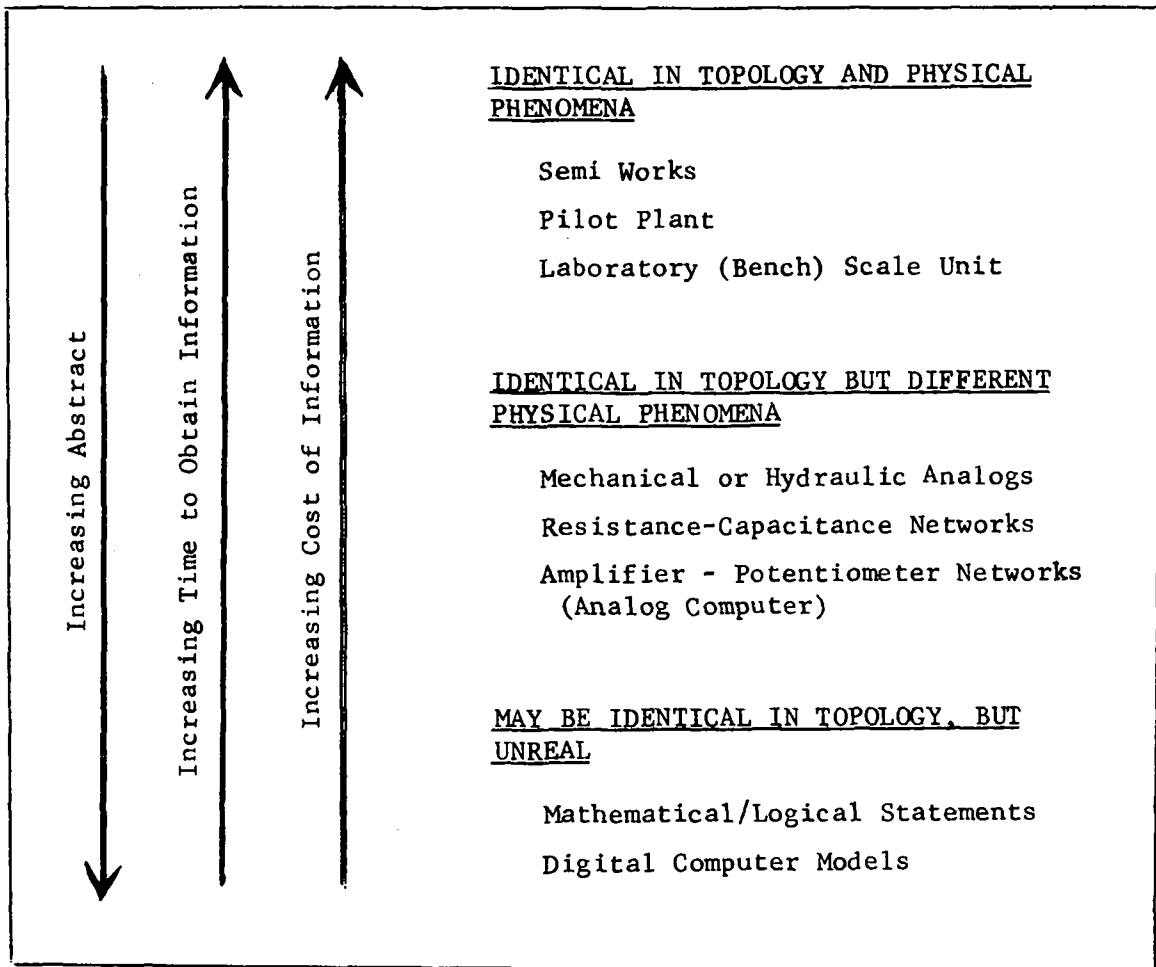 Increasing Abstract
Increasing Time to Obtain Information
Increasing Cost of Information
IDENTICAL IN TOPOLOGY AND PHYSICAL
PHENOMENA
Semi Works
Pilot Plant
Laboratory (Bench) Scale Unit
IDENTICAL IN TOPOLOGY BUT DIFFERENT
PHYSICAL PHENOMENA
Mechanical or Hydraulic Analogs
Resistance-Capacitance Networks
Amplifier - Potentiometer Networks
(Analog Computer)
MAY BE IDENTICAL IN TOPOLOGY, BUT
UNREAL
Mathematical/Logical Statements
Digital Computer Models